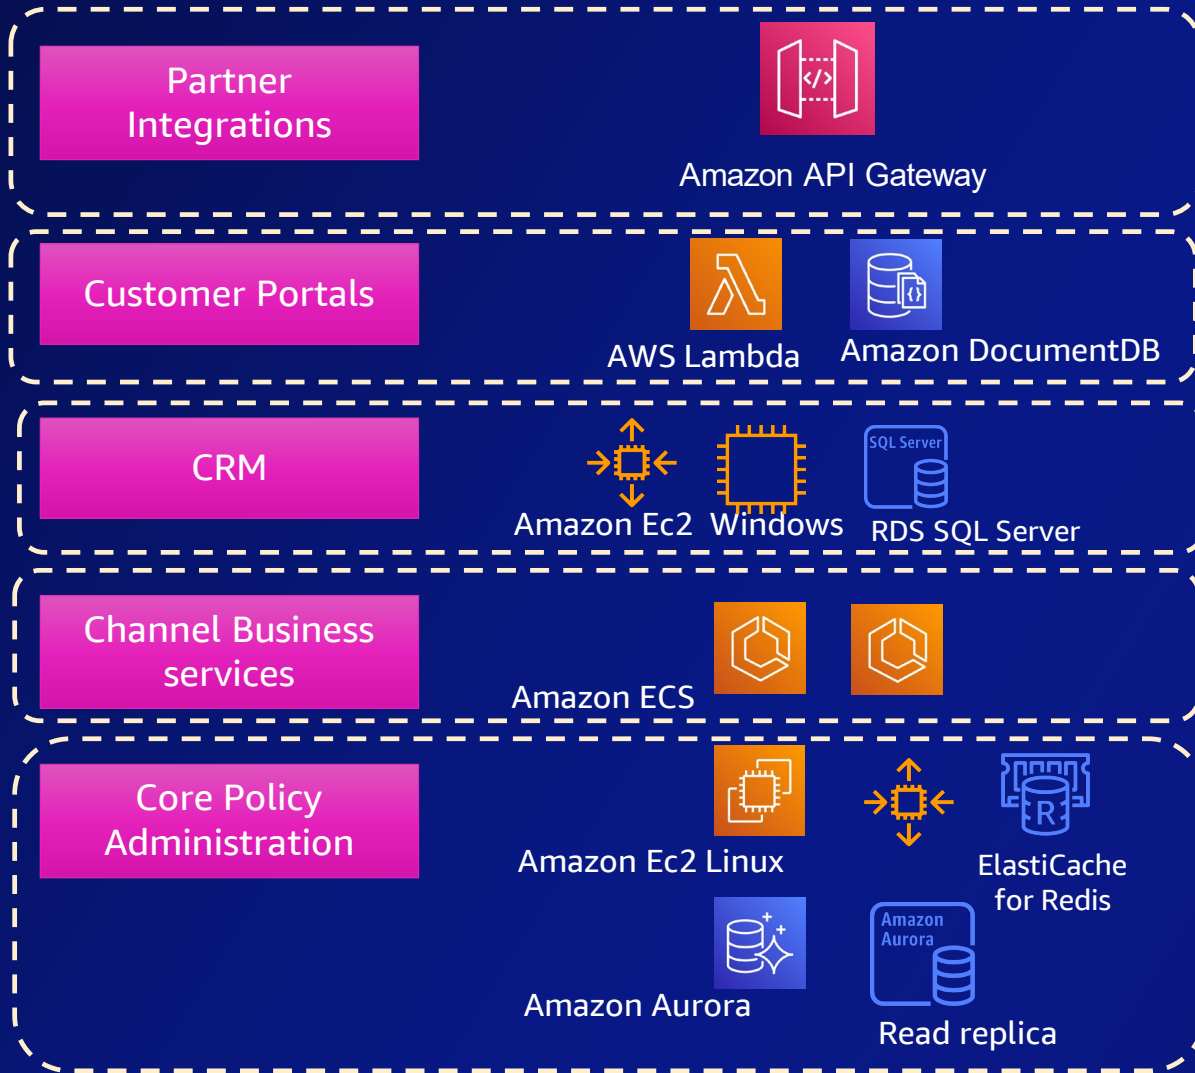 Partner
Integrations
</>
Amazon API Gateway
Customer Portals
{}
AWS Lambda
Amazon DocumentDB
CRM
SQL Server
Amazon Ec2 Windows
RDS SQL Server
Channel Business
services
Amazon ECS
Core Policy
Administration
R
Amazon Ec2 Linux
ElastiCache
for Redis
Amazon
Aurora
Amazon Aurora
Read replica